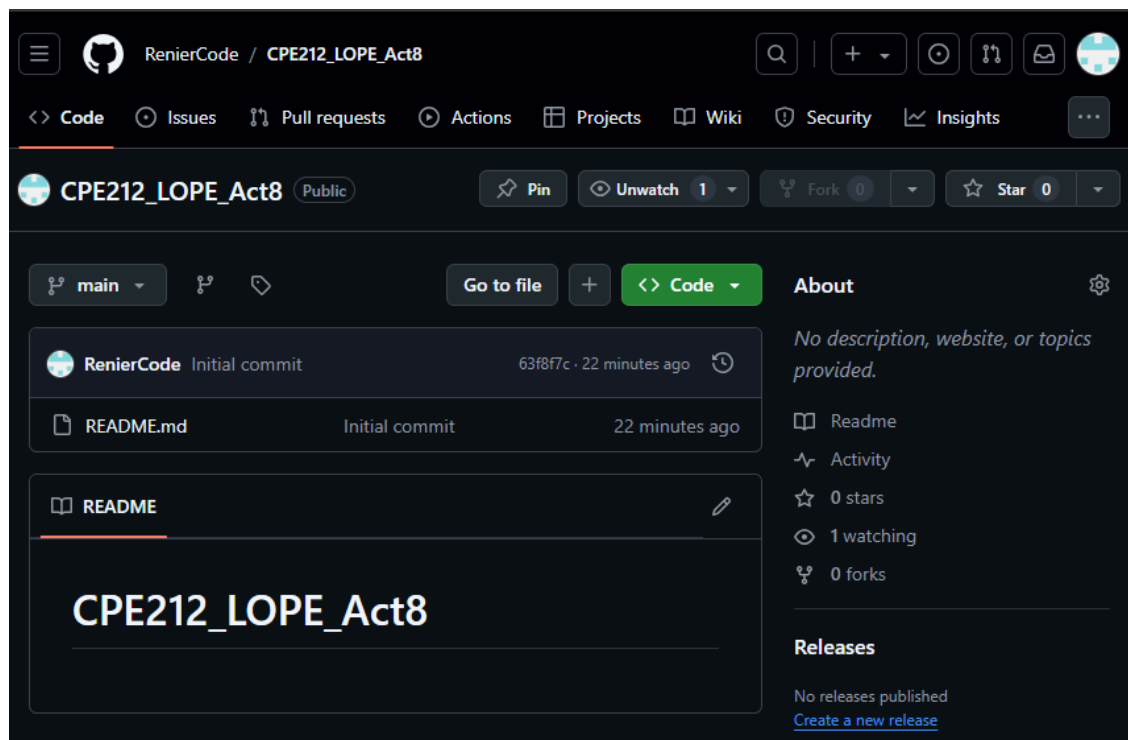 RenierCode / CPE212_LOPE_Act8
Code Issues Pull requests Actions Projects Wiki Security Insights
CPE212_LOPE_Act8 Public Pin Unwatch 1 Fork 0 Star 0
main Go to file Code
RenierCode Initial commit 63f8f7c · 22 minutes ago
README.md Initial commit 22 minutes ago
README
CPE212_LOPE_Act8
About
No description, website, or topics
provided.
Readme
Activity
0 stars
1 watching
0 forks
Releases
No releases published
Create a new release